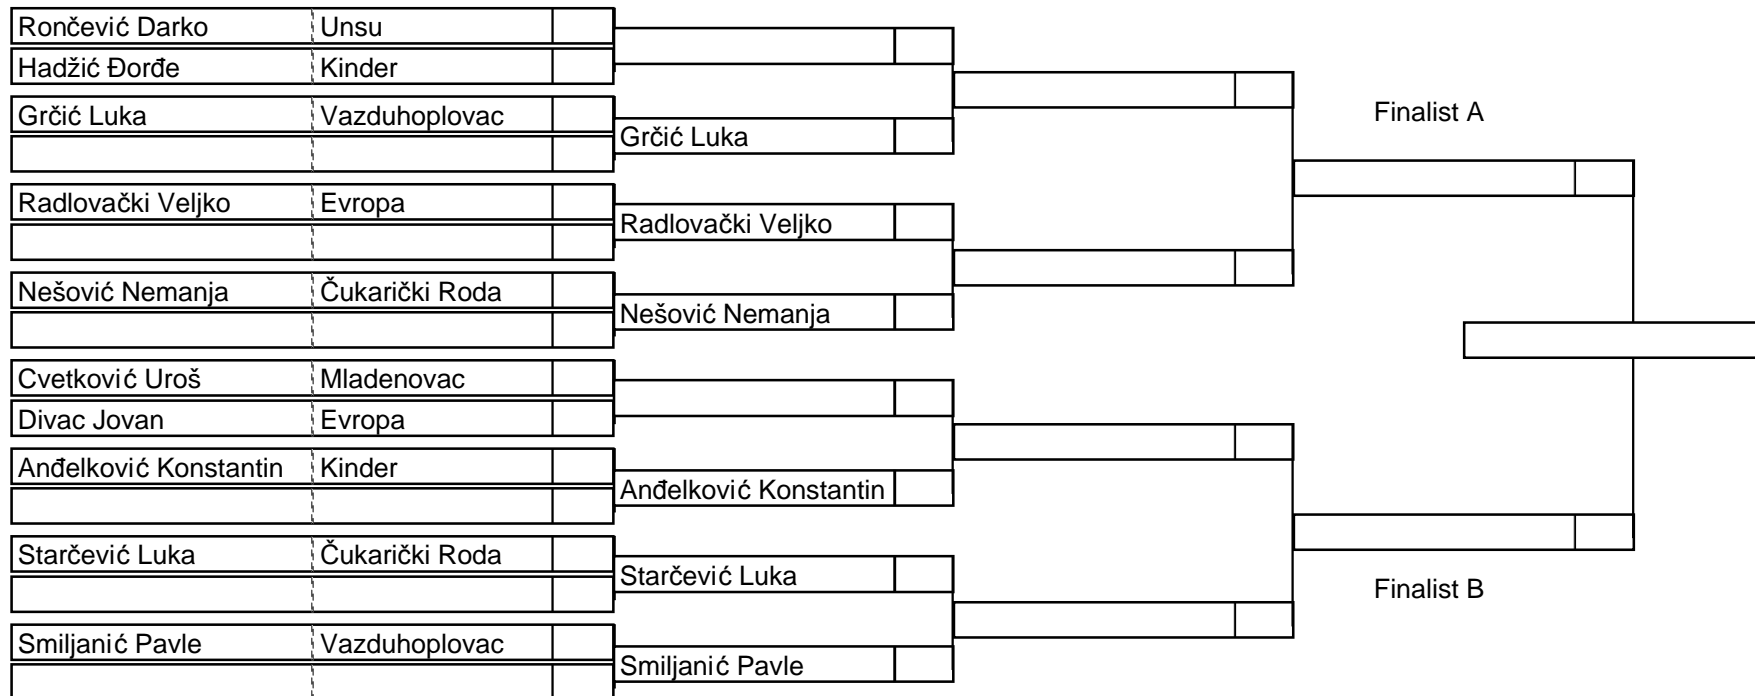 Rončević Darko Unsu
Hadžić Đorđe Kinder
Grčić Luka Vazduhoplovac
Grčić Luka
Finalist A
Radlovački Veljko Evropa
Radlovački Veljko
Nešović Nemanja Čukarički Roda
Nešović Nemanja
Cvetković Uroš Mladenovac
Divac Jovan Evropa
Anđelković Konstantin Kinder
Anđelković Konstantin
Starčević Luka Čukarički Roda
Starčević Luka
Finalist B
Smiljanić Pavle Vazduhoplovac
Smiljanić Pavle